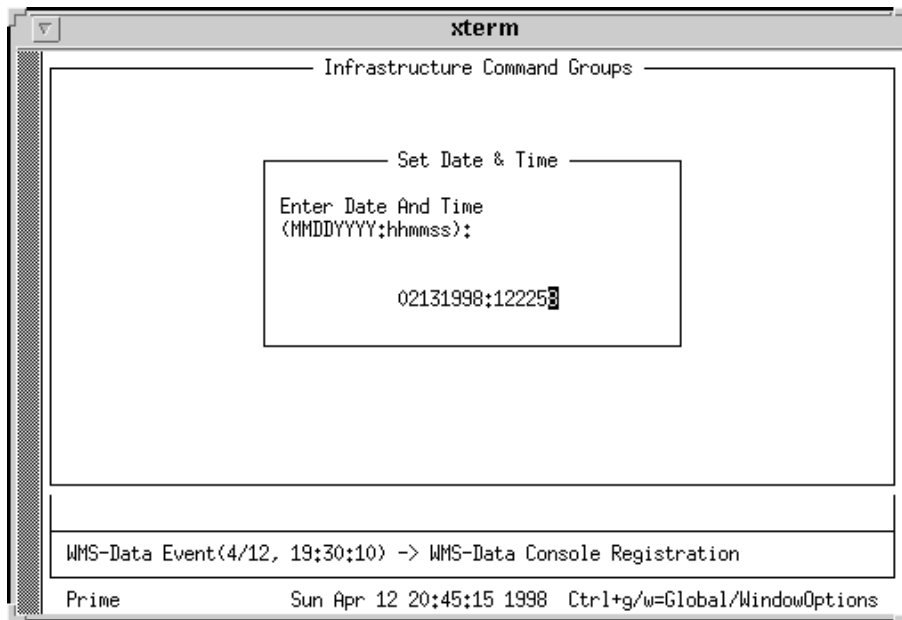 xterm
Infrastructure Command Groups
Set Date & Time
Enter Date And Time
(MMDDYYYY:hhmmss):
02131998:122258
WMS-Data Event(4/12, 19:30:10) -> WMS-Data Console Registration
Prime Sun Apr 12 20:45:15 1998 Ctrl+g/w=Global/WindowOptions